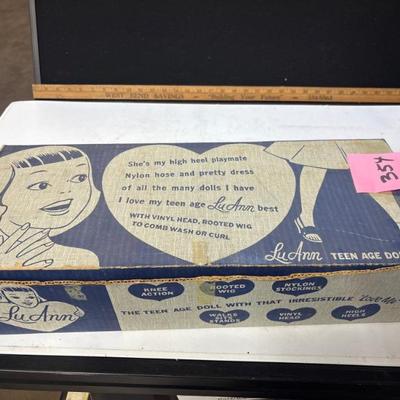 WEST BEND SAVINGS
354
She's my high heel playmate
Nylon hose and pretty dress
of all the many dolls I have
I love my teen age LuAnn best
WITH VINYL HEAD, ROOTED WIG
TO COMB WASH OR CURL
LuAnn TEEN AGE DO
LuAnn
KNEE
ACTION
ROOTED
WIG
NYLON
STOCKINGS
THE TEEN AGE DOLL WITH THAT IRRESISTIBLE Love Me
WALKS
SITS
STANDS
VINYL
HEAD
HIGH
HEELS